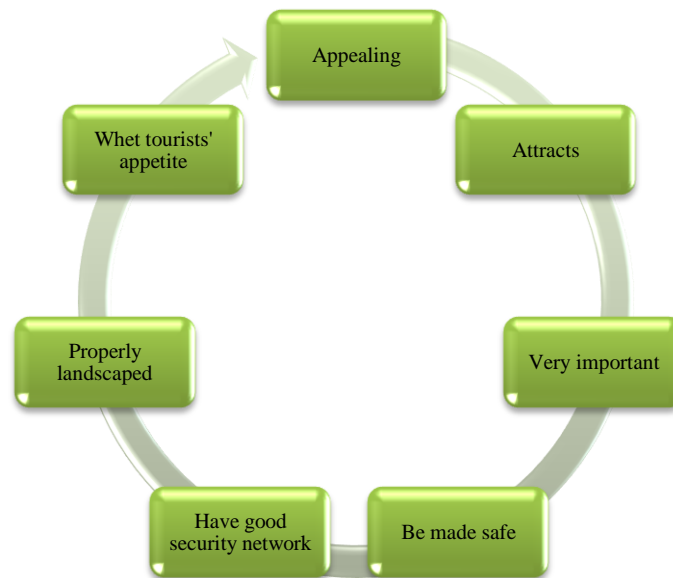 Appealing
Attracts
Very important
Be made safe
Have good
security network
Properly
landscaped
Whet tourists'
appetite